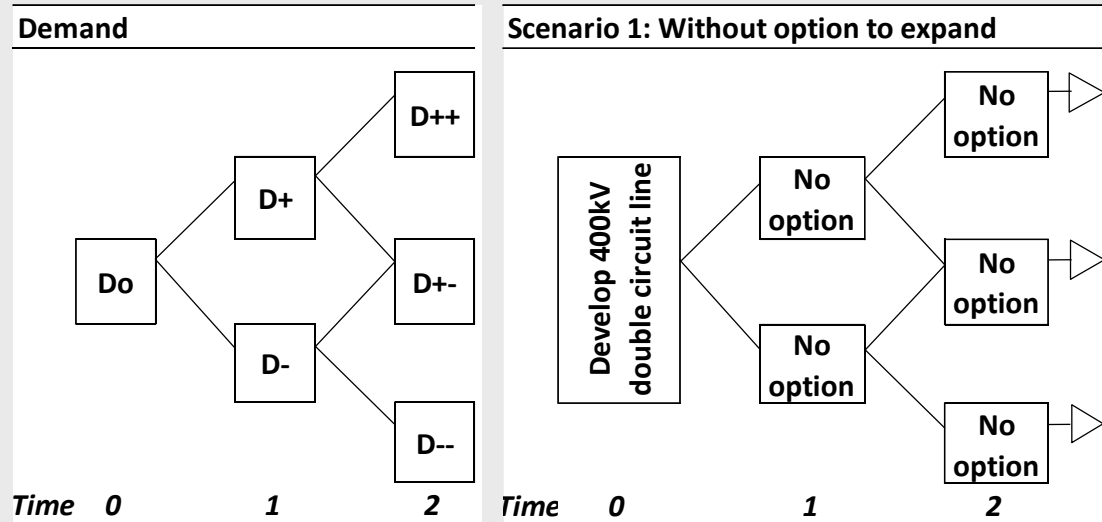 Demand
D++
D+
Do
D+-
D-
D--
Time 0 1 2
Scenario 1: Without option to expand
No
option
No
option
Develop 400kV
double circuit line
No
option
No
option
No
option
Time 0 1 2